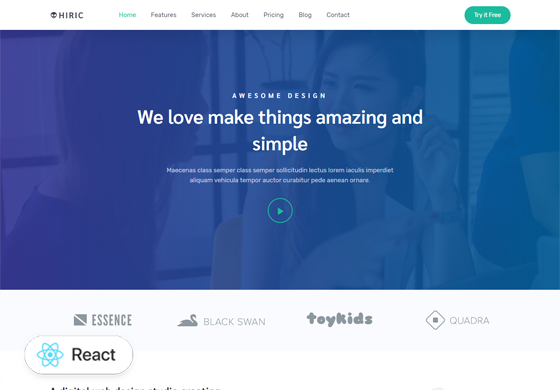 HIRIC
Home Features Services About Pricing Blog Contact
Try it Free
AWESOME DESIGN
We love make things amazing and
simple
Maecenas class semper class semper sollicitudin lectus lorem iaculis imperdiet
aliquam vehicula tempor auctor curabitur pede aenean ornare.
ESSENCE
BLACK SWAN
toykids
QUADRA
React